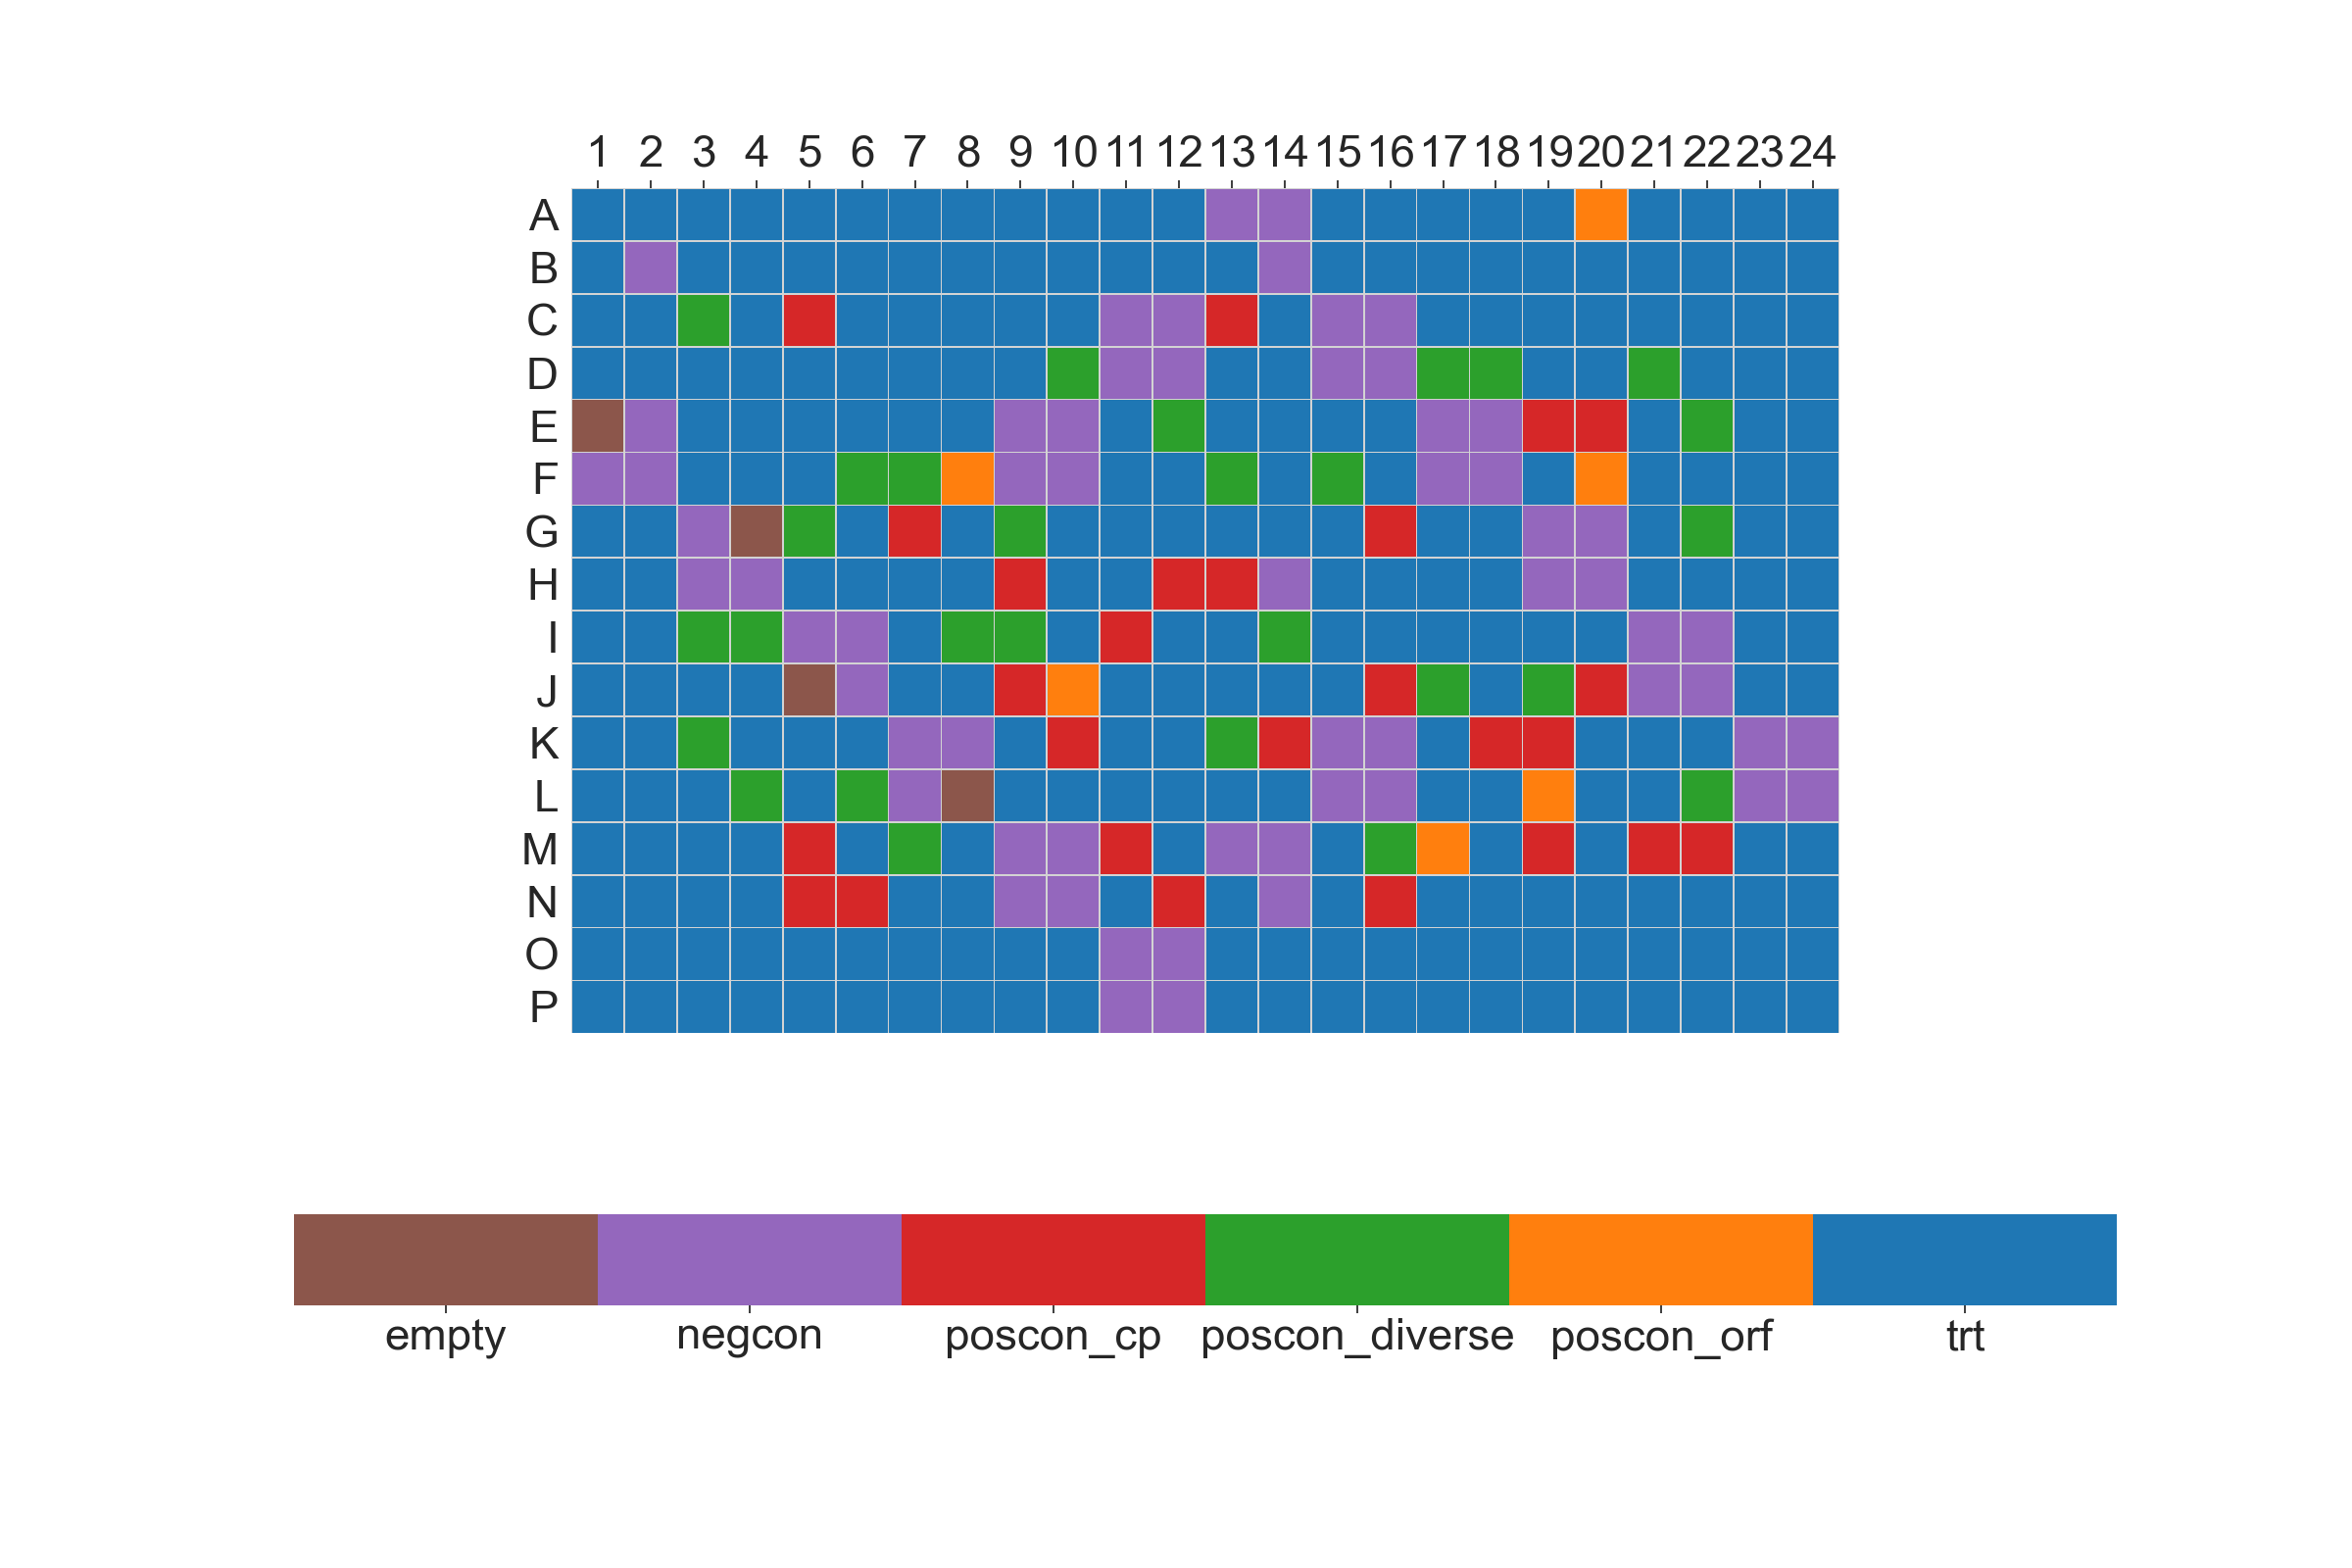 1 2 3 4 5 6 7 8 9 10 11 12 13 14 15 16 17 18 19 20 21 22 23 24
A
B
C
D
E
F
G
H
I
J
K
L
M
N
O
P
empty negcon poscon_cp poscon_diverse poscon_orf trt